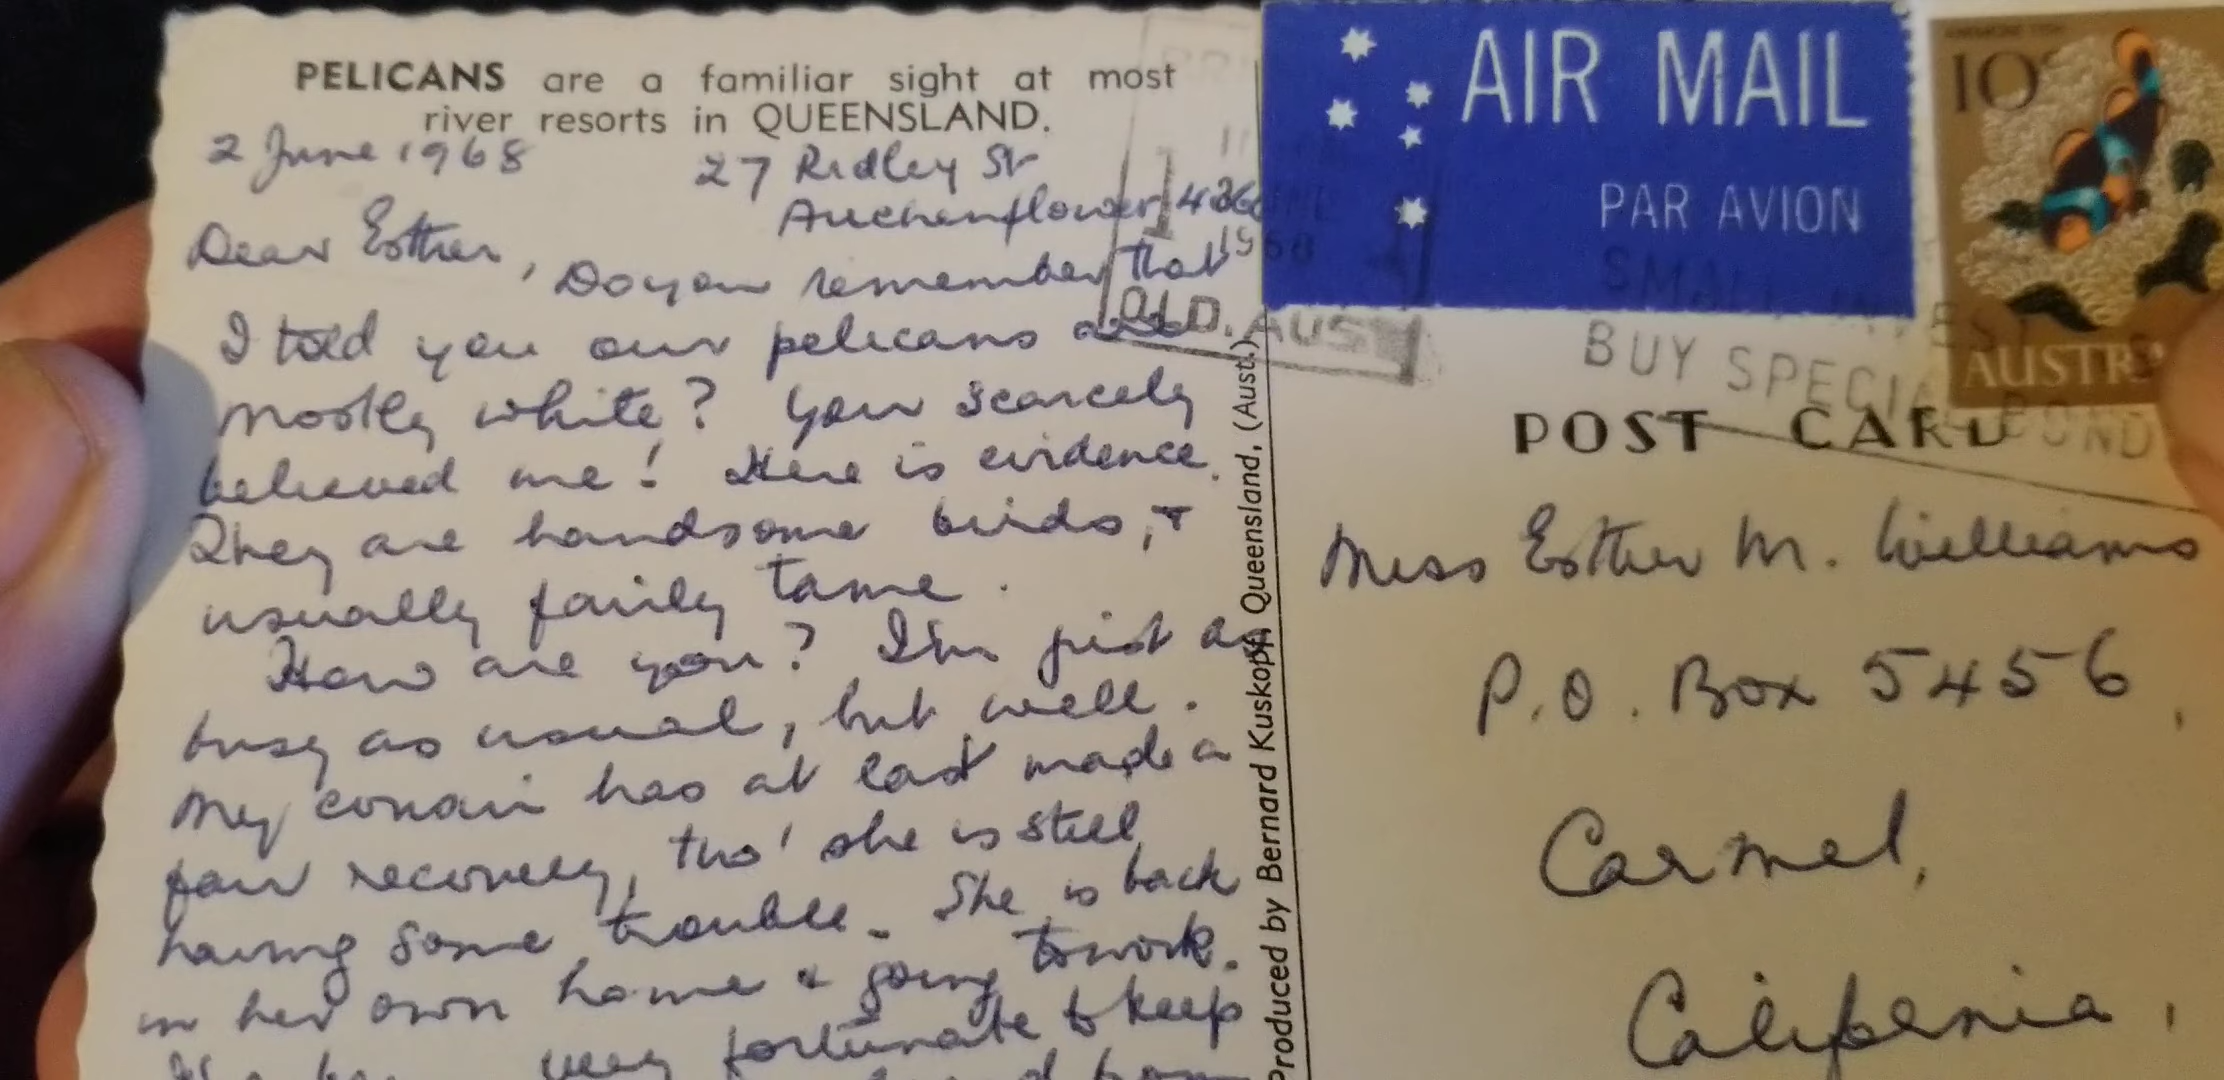 PELICANS are a familiar sight at most
river resorts in QUEENSLAND.
2 June 1968
27 Ridley St
Auchenflower 4066
Dear Esther,
Do you remember that
I told you our pelicans are
mostly white? You scarcely
believed me! Here is evidence.
They are handsome birds, &
usually fairly tame.
How are you? I'm just as
busy as usual, but well.
My cousin has at last made a
fair recovery, tho' she is still
having some trouble. She is back
in her own home & going to work.
very fortunate to keep
Produced by Bernard Kuskopf, Queensland, (Aust.)
AIR MAIL
PAR AVION
10
AUSTR
1968
QLD. AUST
SMALL INVEST
BUY SPECIAL BOND
POST CARD
Miss Esther M. Williams
P.O. Box 5456,
Carmel,
California,